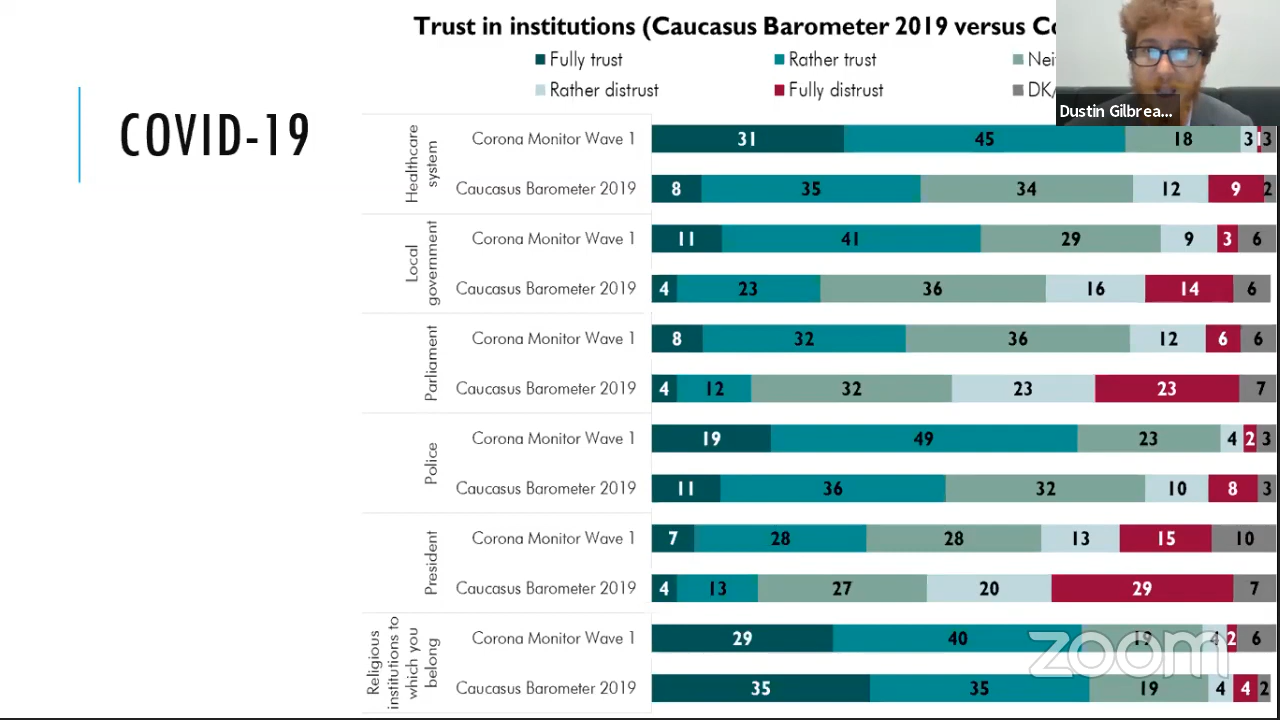 Trust in institutions (Caucasus Barometer 2019 versus
Fully trust Rather trust
Rather distrust Fully distrust DK/
Dustin Gilbrea...
COVID-19
Healthcare system
Corona Monitor Wave 1 31 45 18 3 1 3
Caucasus Barometer 2019 8 35 34 12 9 2
Local government
Corona Monitor Wave 1 11 41 29 9 3 6
Caucasus Barometer 2019 4 23 36 16 14 6
Parliament
Corona Monitor Wave 1 8 32 36 12 6 6
Caucasus Barometer 2019 4 12 32 23 23 7
Police
Corona Monitor Wave 1 19 49 23 4 2 3
Caucasus Barometer 2019 11 36 32 10 8 3
President
Corona Monitor Wave 1 7 28 28 13 15 10
Caucasus Barometer 2019 4 13 27 20 29 7
Religious institutions to which you belong
Corona Monitor Wave 1 29 40 19 4 2 6
Caucasus Barometer 2019 35 35 19 4 4 2
zoom